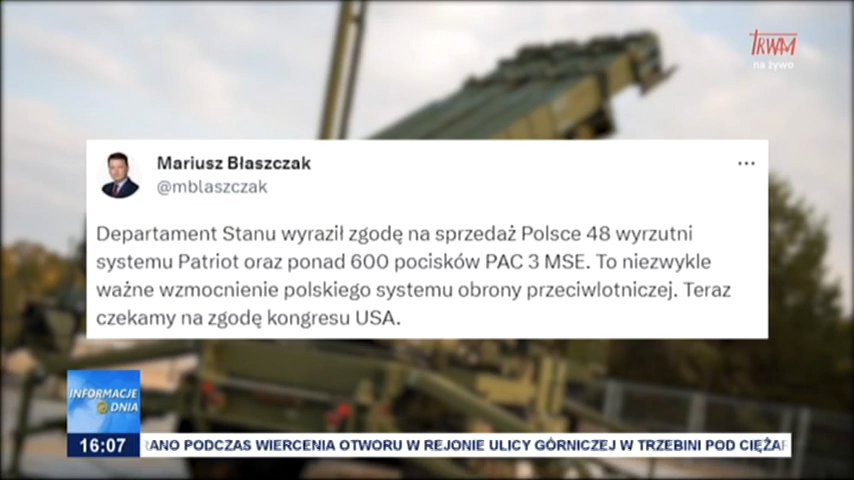 TRWAM
na żywo
Mariusz Błaszczak
@mblaszczak
Departament Stanu wyraził zgodę na sprzedaż Polsce 48 wyrzutni
systemu Patriot oraz ponad 600 pocisków PAC 3 MSE. To niezwykle
ważne wzmocnienie polskiego systemu obrony przeciwlotniczej. Teraz
czekamy na zgodę kongresu USA.
INFORMACJE
DNIA
16:07 RANO PODCZAS WIERCENIA OTWORU W REJONIE ULICY GÓRNICZEJ W TRZEBINI POD